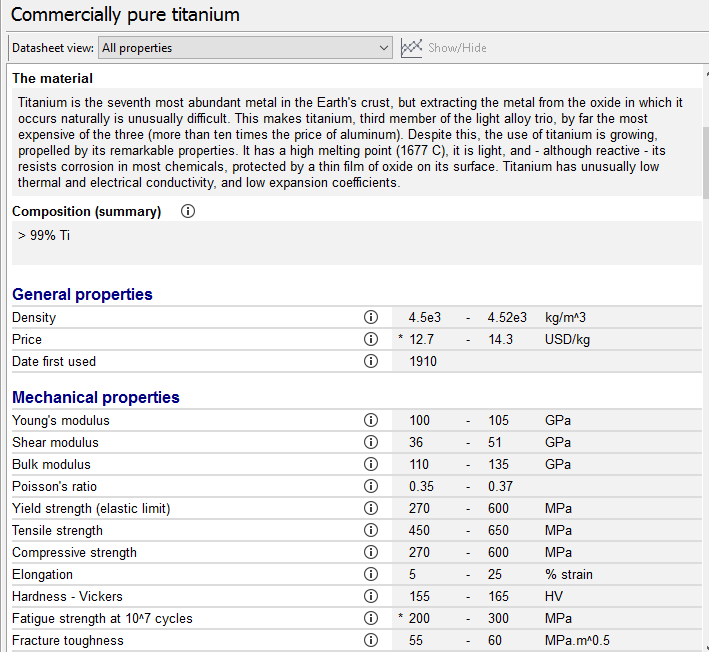 Commercially pure titanium
Datasheet view: All properties Show/Hide
The material
Titanium is the seventh most abundant metal in the Earth's crust, but extracting the metal from the oxide in which it
occurs naturally is unusually difficult. This makes titanium, third member of the light alloy trio, by far the most
expensive of the three (more than ten times the price of aluminum). Despite this, the use of titanium is growing,
propelled by its remarkable properties. It has a high melting point (1677 C), it is light, and - although reactive - its
resists corrosion in most chemicals, protected by a thin film of oxide on its surface. Titanium has unusually low
thermal and electrical conductivity, and low expansion coefficients.
Composition (summary)
> 99% Ti
General properties
Density 4.5e3 - 4.52e3 kg/m^3
Price * 12.7 - 14.3 USD/kg
Date first used 1910
Mechanical properties
Young's modulus 100 - 105 GPa
Shear modulus 36 - 51 GPa
Bulk modulus 110 - 135 GPa
Poisson's ratio 0.35 - 0.37
Yield strength (elastic limit) 270 - 600 MPa
Tensile strength 450 - 650 MPa
Compressive strength 270 - 600 MPa
Elongation 5 - 25 % strain
Hardness - Vickers 155 - 165 HV
Fatigue strength at 10^7 cycles * 200 - 300 MPa
Fracture toughness 55 - 60 MPa.m^0.5